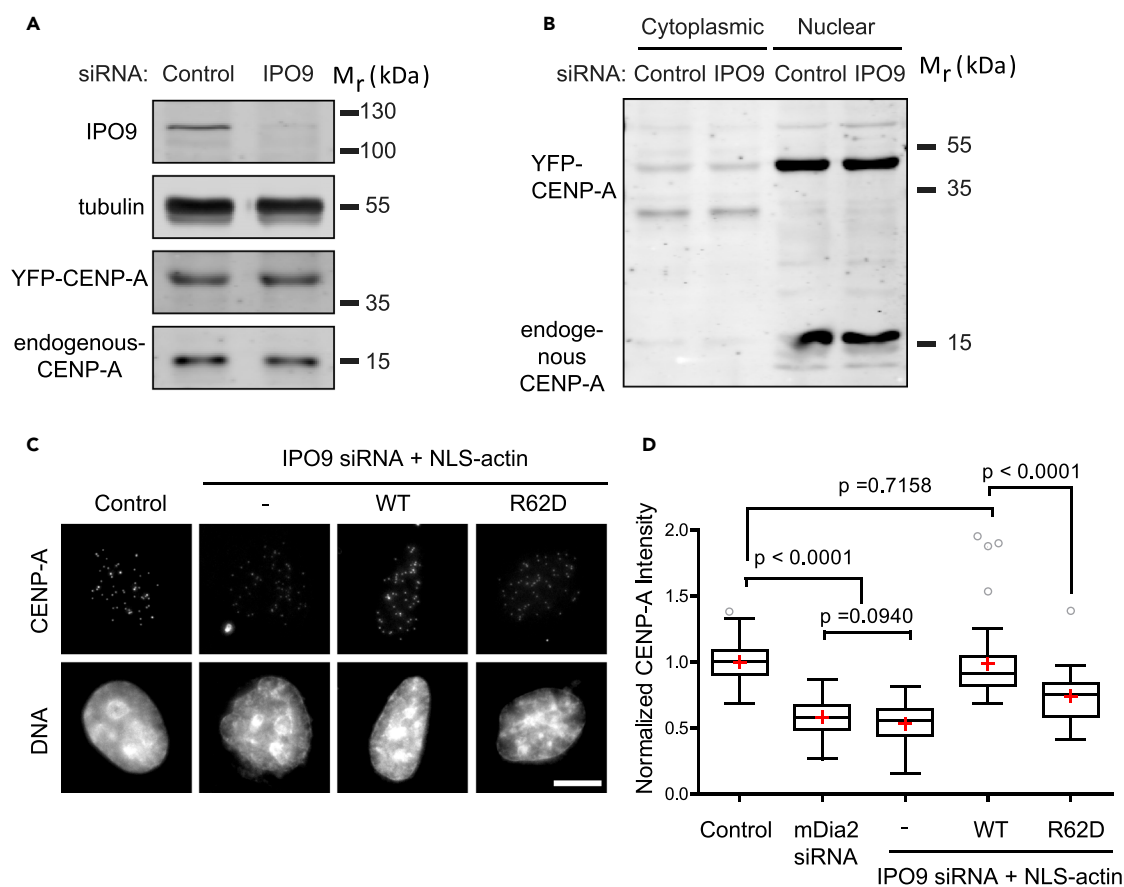 A
siRNA: Control IPO9 Mr (kDa)
IPO9
130
100
tubulin
55
YFP-CENP-A
35
endogenous-
CENP-A
15
B
Cytoplasmic Nuclear
siRNA: Control IPO9 Control IPO9 Mr (kDa)
YFP-
CENP-A
55
35
endoge-
nous
CENP-A
15
C
IPO9 siRNA + NLS-actin
Control - WT R62D
CENP-A
DNA
D
p < 0.0001
p =0.7158
p < 0.0001
p =0.0940
Normalized CENP-A Intensity
2.0
1.5
1.0
0.5
0.0
Control mDia2 - WT R62D
siRNA
IPO9 siRNA + NLS-actin